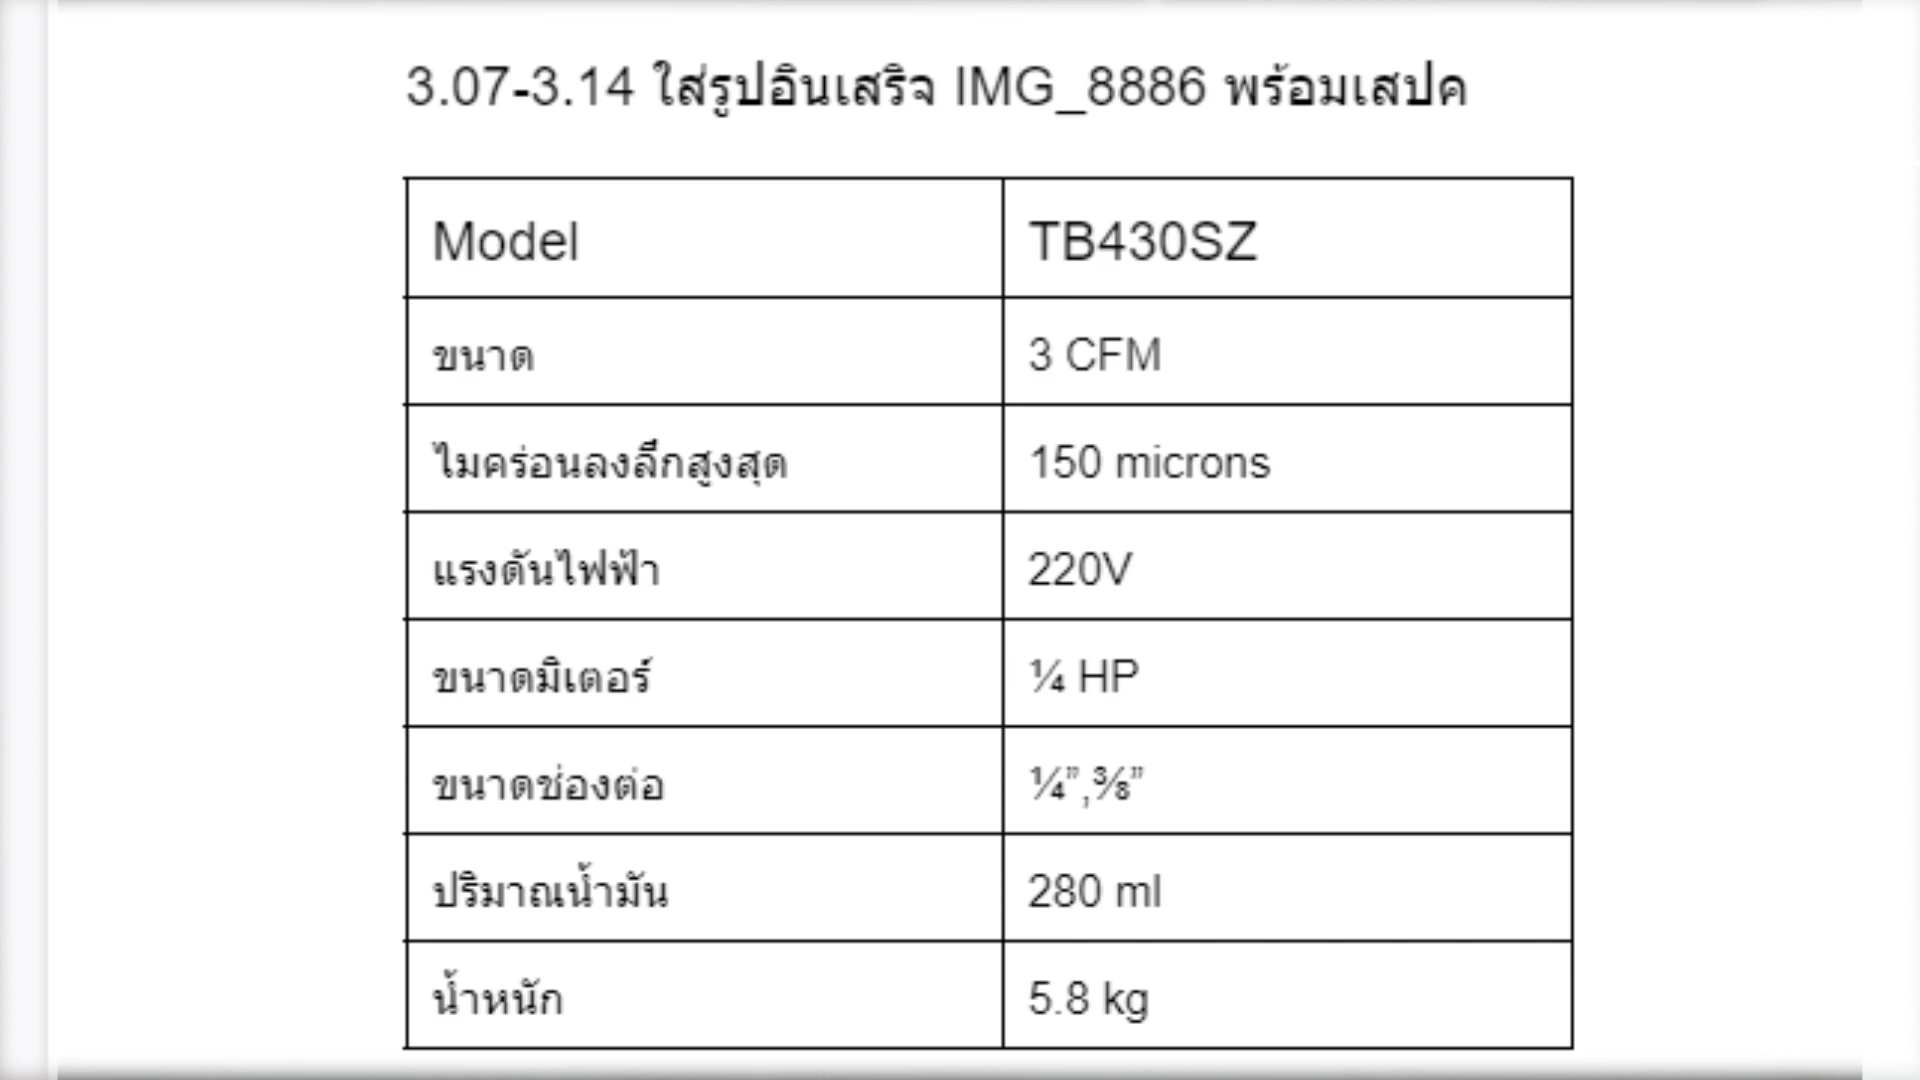 3.07-3.14 ใส่รูปอินเสริจ IMG_8886 พร้อมเสปค
Model TB430SZ
ขนาด 3 CFM
ไมคร่อนลงลึกสูงสุด 150 microns
แรงดันไฟฟ้า 220V
ขนาดมิเตอร์ ¼ HP
ขนาดช่องต่อ ¼”,⅜”
ปริมาณน้ำมัน 280 ml
น้ำหนัก 5.8 kg